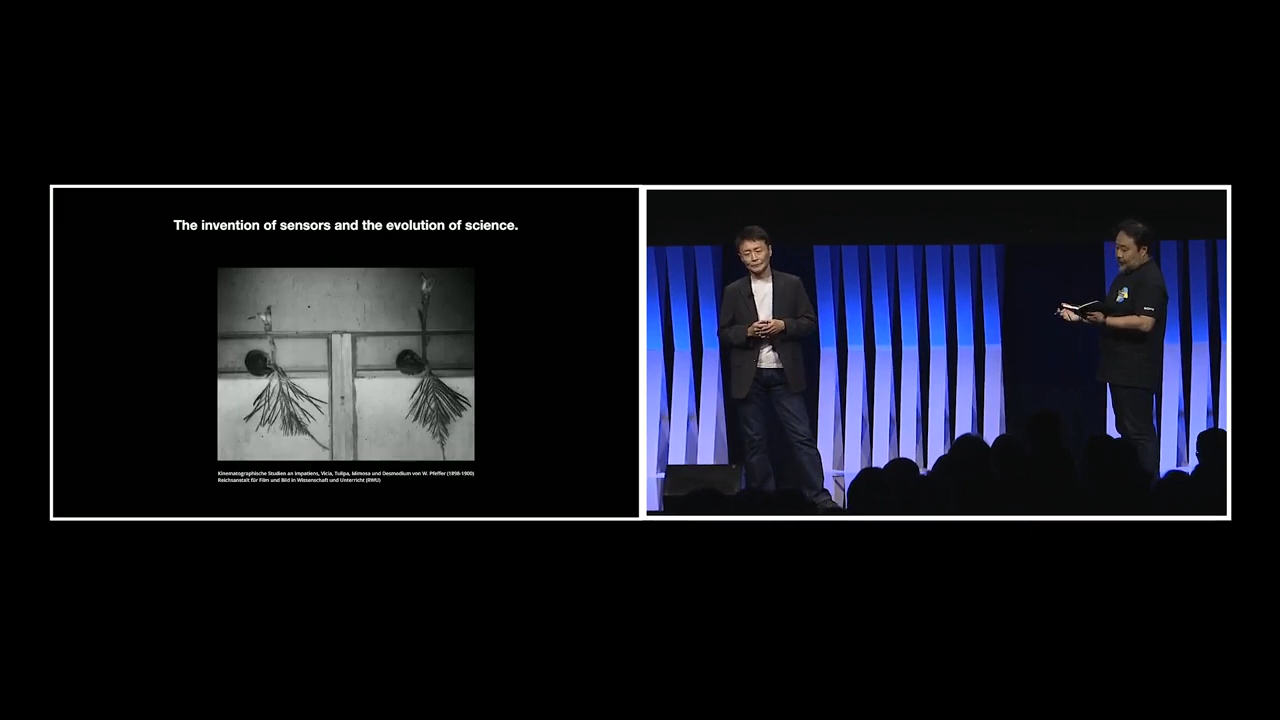 The invention of sensors and the evolution of science.
Kinematographische Studien an Impatiens, Vicia, Tulipa, Mimosa und Desmodium von W. Pfeffer (1898-1900)
Reichsanstalt für Film und Bild in Wissenschaft und Unterricht (RWU)